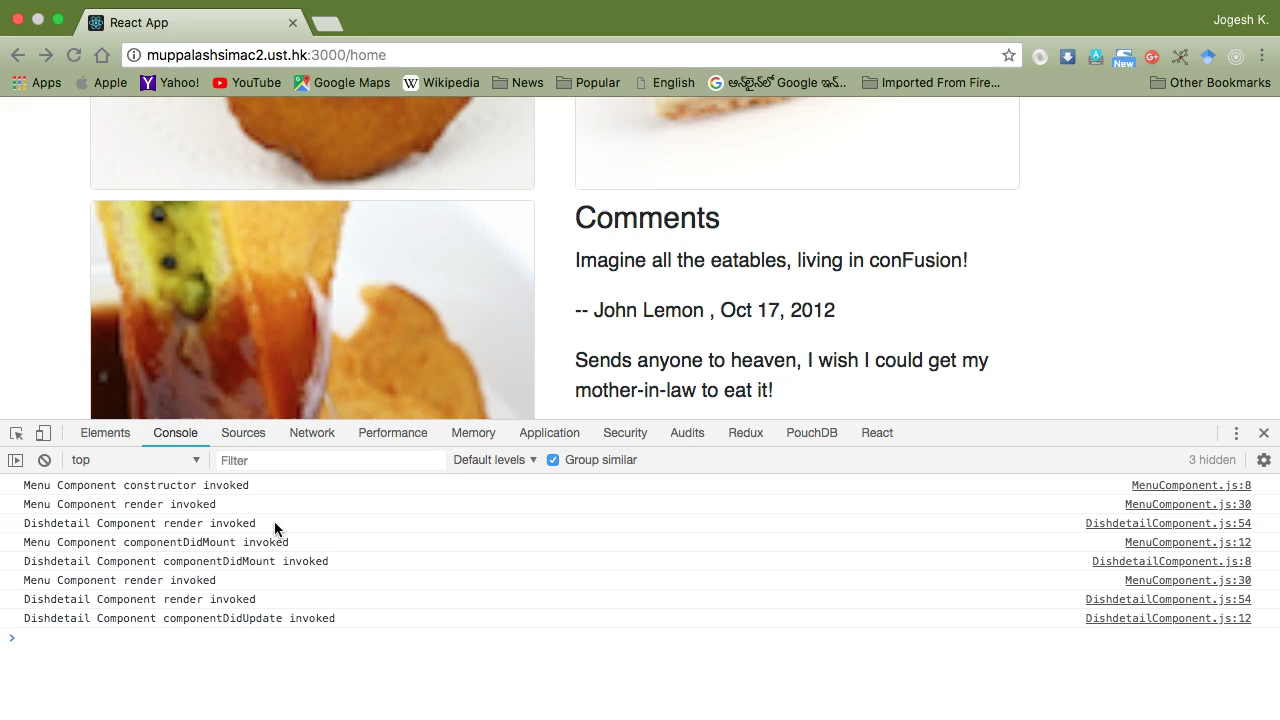 React App
Jogesh K.
muppalashsimac2.ust.hk:3000/home
New
Apps Apple Yahoo! YouTube Google Maps Wikipedia News Popular English Imported From Fire... Other Bookmarks
Comments
Imagine all the eatables, living in conFusion!
-- John Lemon , Oct 17, 2012
Sends anyone to heaven, I wish I could get my
mother-in-law to eat it!
Elements Console Sources Network Performance Memory Application Security Audits Redux PouchDB React
top Filter Default levels Group similar 3 hidden
Menu Component constructor invoked MenuComponent.js:8
Menu Component render invoked MenuComponent.js:30
Dishdetail Component render invoked DishdetailComponent.js:54
Menu Component componentDidMount invoked MenuComponent.js:12
Dishdetail Component componentDidMount invoked DishdetailComponent.js:8
Menu Component render invoked MenuComponent.js:30
Dishdetail Component render invoked DishdetailComponent.js:54
Dishdetail Component componentDidUpdate invoked DishdetailComponent.js:12